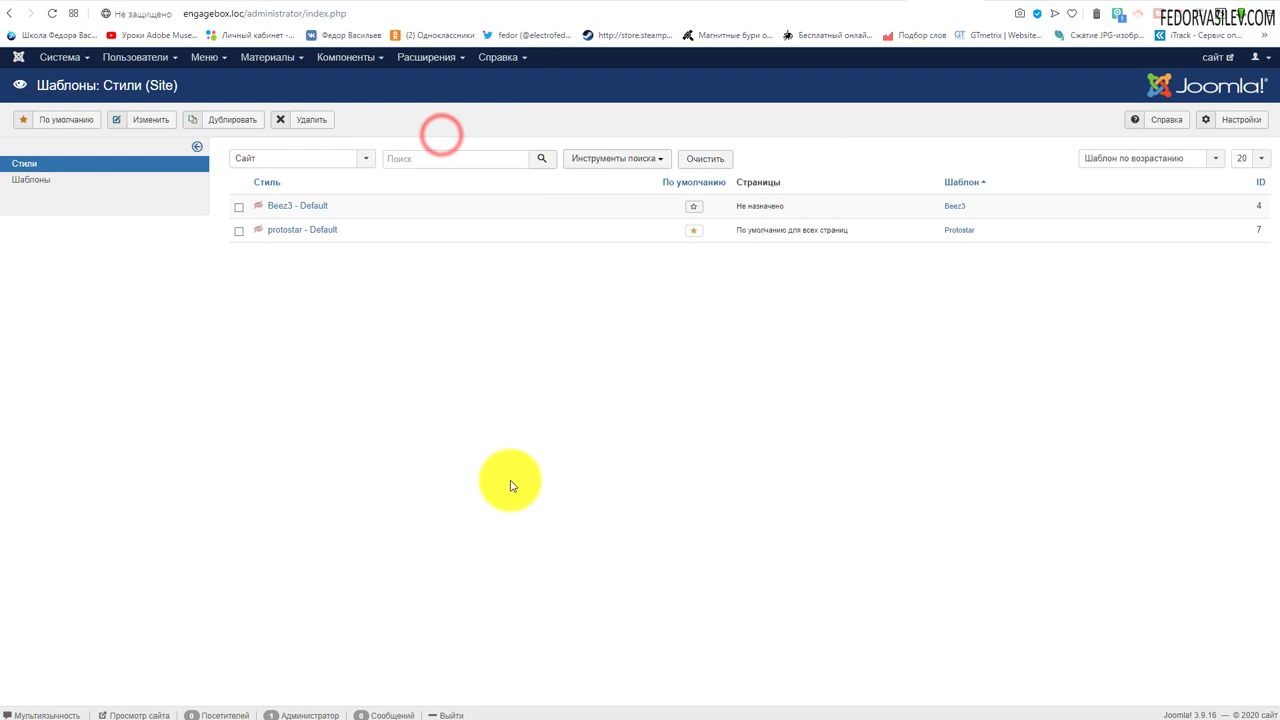 Не защищено engagebox.loc/administrator/index.php
FEDORVASILEV.COM
Школа Федора Вас... Уроки Adobe Muse... Личный кабинет -... Федор Васильев (2) Одноклассники fedor (@electrofed... http://store.steamp... Магнитные бури о... Бесплатный онлай... Подбор слов GTmetrix | Website... Сжатие JPG-изобр... iTrack - Сервис оп... »
Система Пользователи Меню Материалы Компоненты Расширения Справка сайт
Шаблоны: Стили (Site) Joomla!®
По умолчанию Изменить Дублировать Удалить Справка Настройки
Стили
Шаблоны
Сайт Поиск Инструменты поиска Очистить Шаблон по возрастанию 20
Стиль По умолчанию Страницы Шаблон ID
Beez3 - Default Не назначено Beez3 4
protostar - Default По умолчанию для всех страниц Protostar 7
Мультиязычность Просмотр сайта 0 Посетителей 1 Администратор 0 Сообщений Выйти Joomla! 3.9.16 — © 2020 сайт